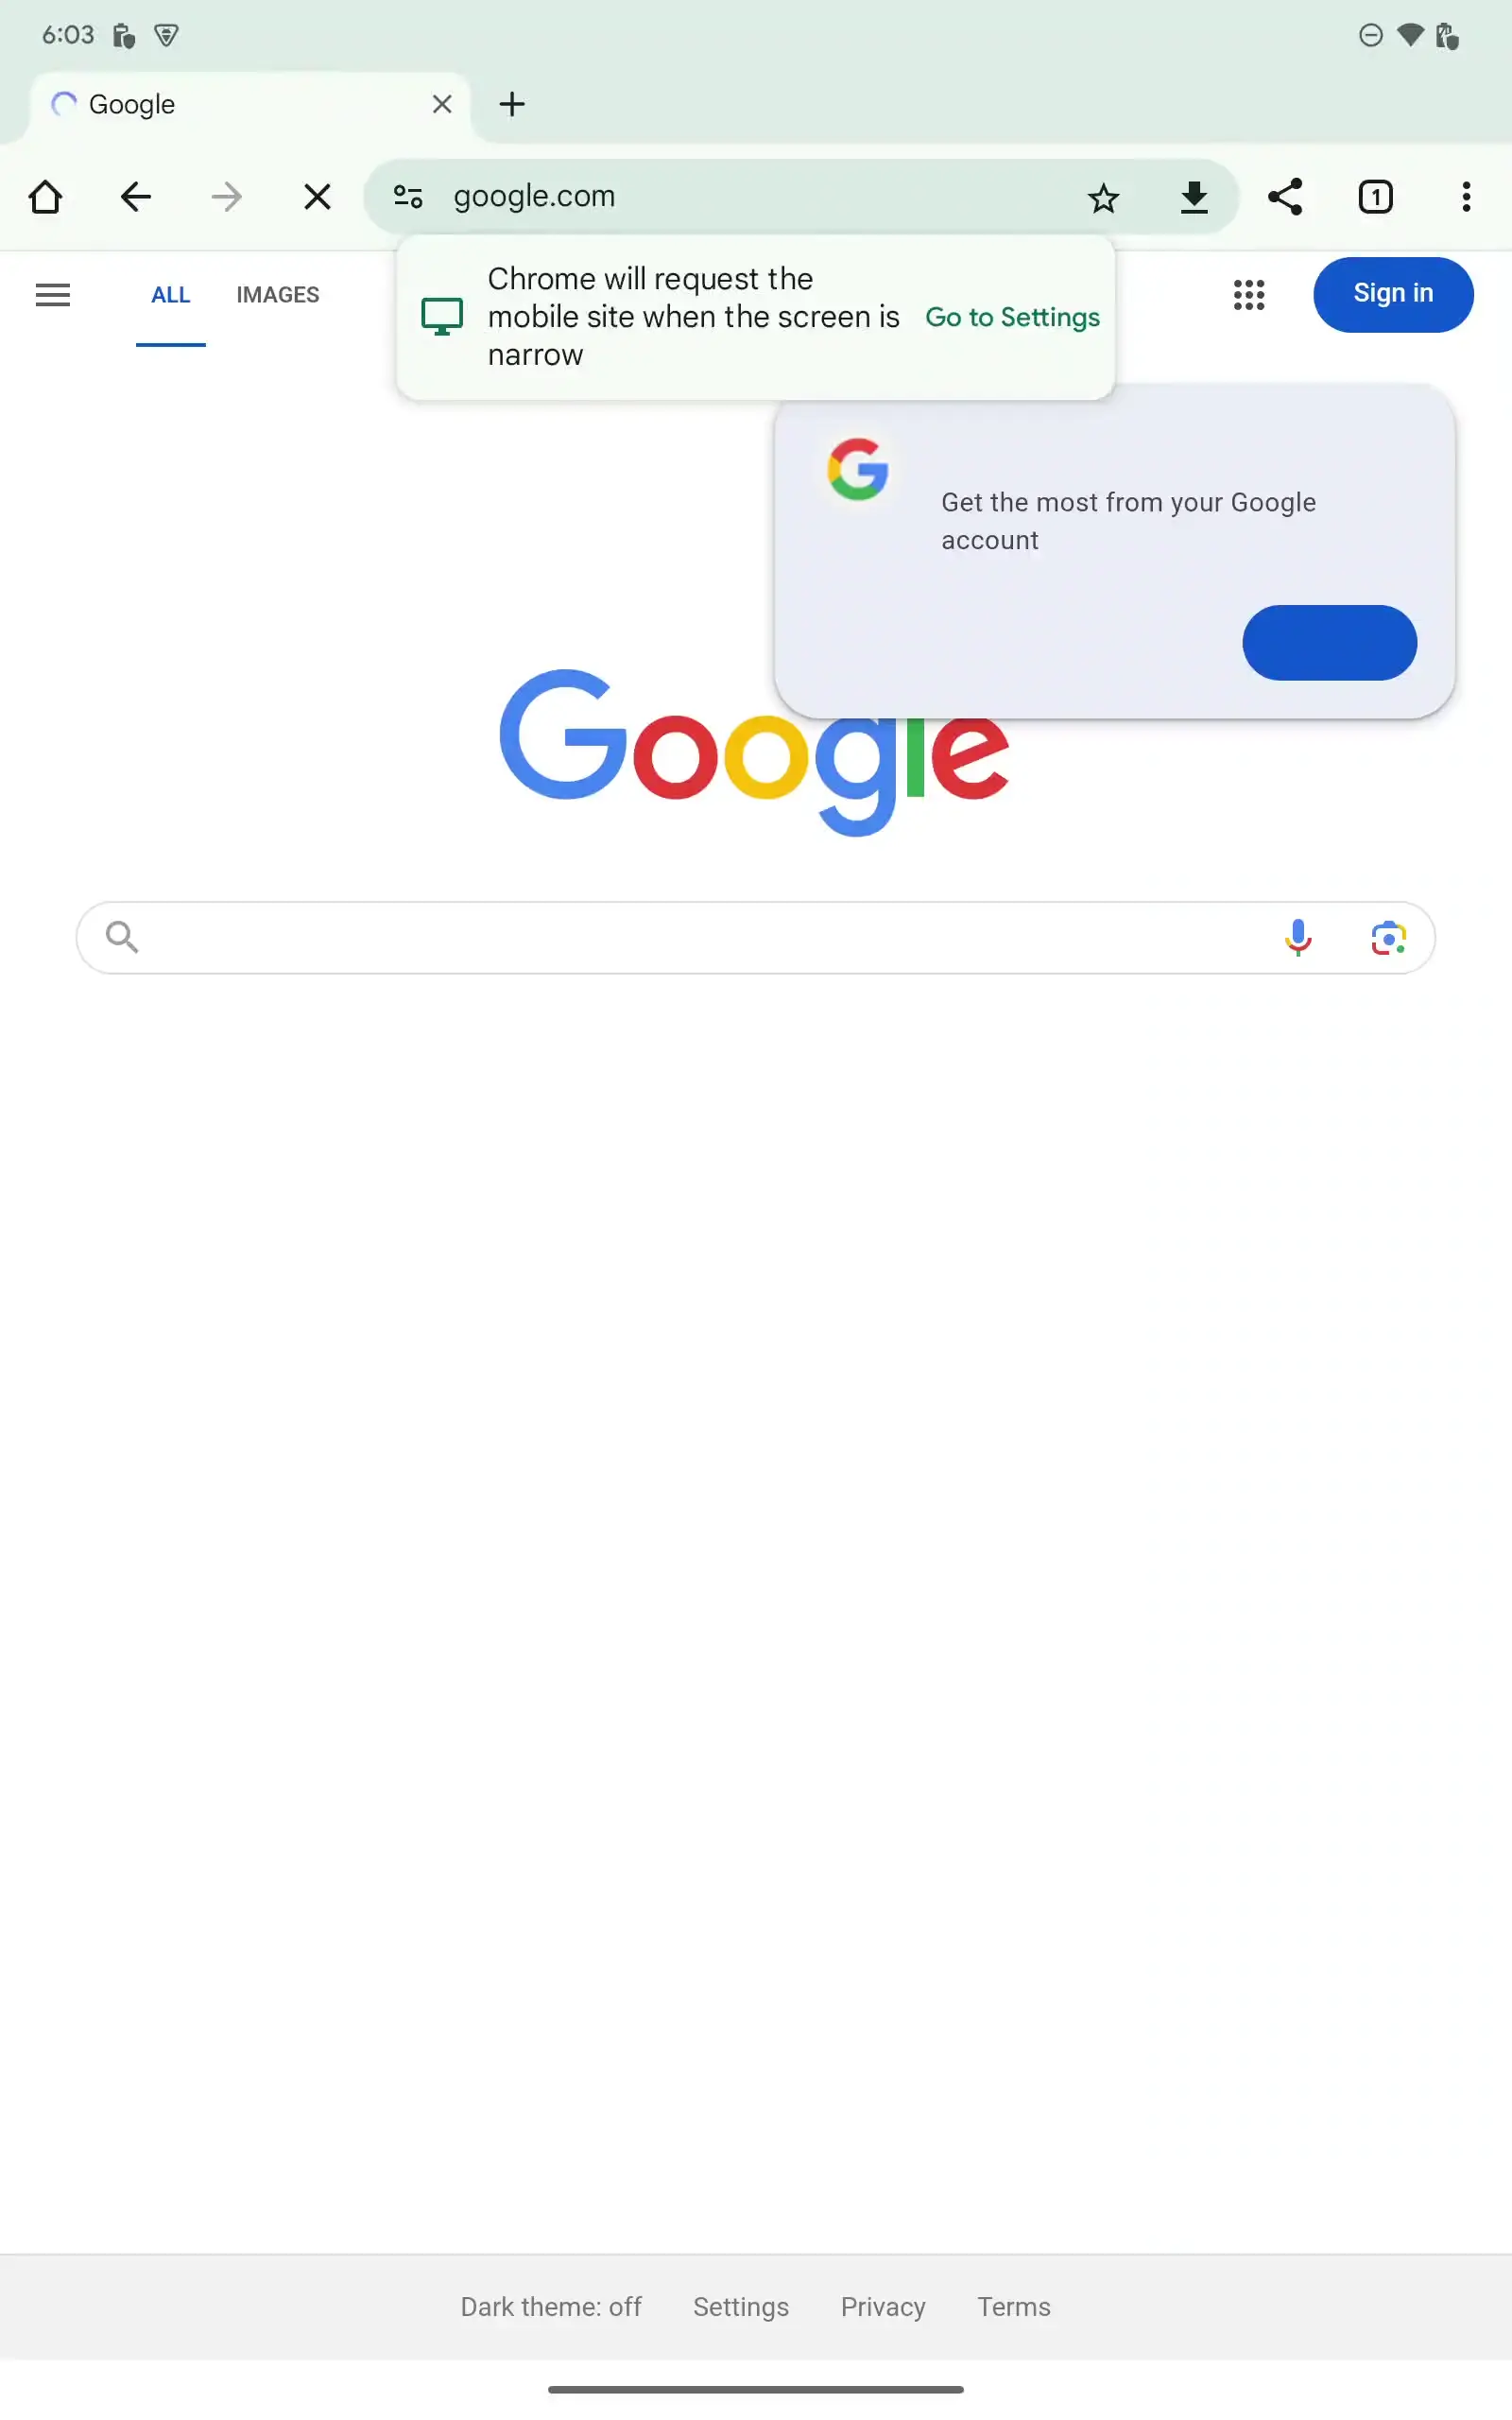 6:03
Google
google.com
1
Chrome will request the
mobile site when the screen is
narrow
Go to Settings
ALL
IMAGES
Sign in
Get the most from your Google
account
Google
Dark theme: off
Settings
Privacy
Terms